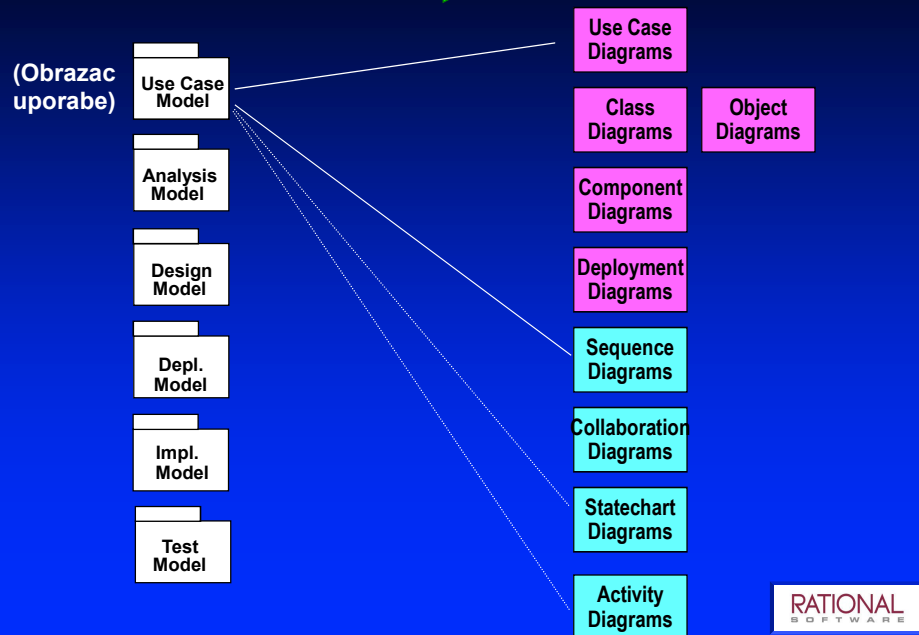 (Obrazac
uporabe)
Use Case
Model
Analysis
Model
Design
Model
Depl.
Model
Impl.
Model
Test
Model
Use Case
Diagrams
Class
Diagrams
Object
Diagrams
Component
Diagrams
Deployment
Diagrams
Sequence
Diagrams
Collaboration
Diagrams
Statechart
Diagrams
Activity
Diagrams
RATIONAL
SOFTWARE